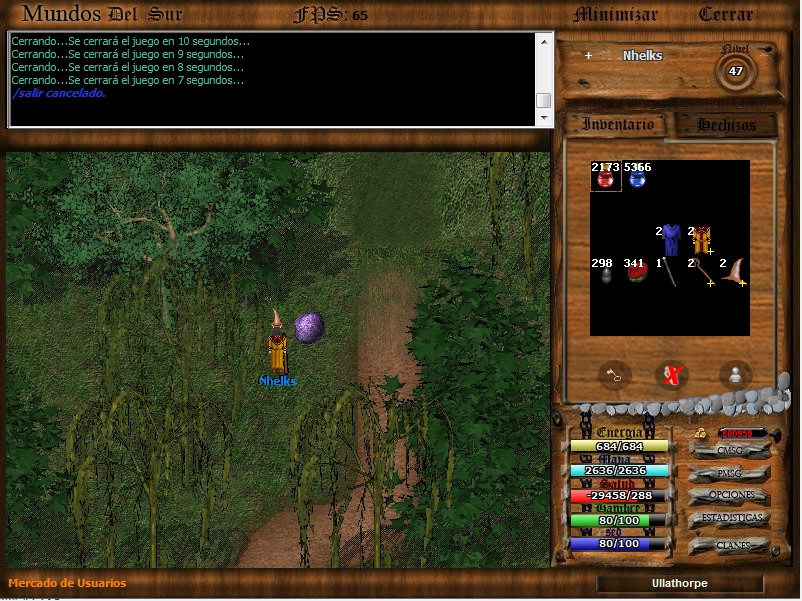 Mundos Del Sur
FPS: 65
Minimizar
Cerrar
Cerrando...Se cerrará el juego en 10 segundos...
Cerrando...Se cerrará el juego en 9 segundos...
Cerrando...Se cerrará el juego en 8 segundos...
Cerrando...Se cerrará el juego en 7 segundos...
/salir cancelado.
+
Nhelks
Nivel
47
Inventario
Hechizos
2173 5366
2 2
298 341 1 2 2
+ + +
Nhelks
Energia
684/684
Mana
2636/2636
Salud
-29458/288
Hambre
80/100
Sed
80/100
CMSG
PMSG
OPCIONES
ESTADISTICAS
CLANES
Mercado de Usuarios
Ullathorpe